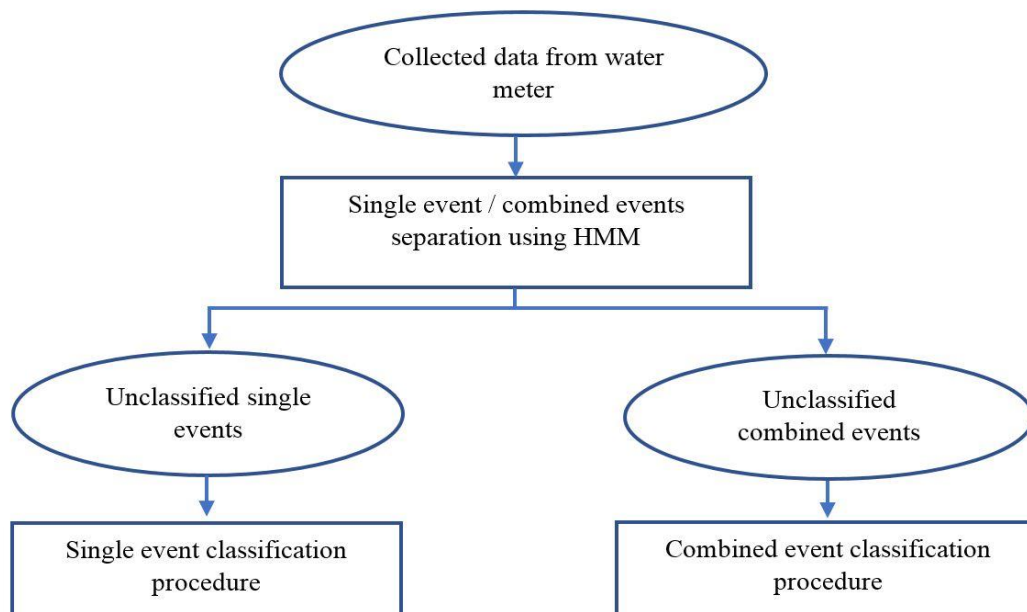 Collected data from water
meter
Single event / combined events
separation using HMM
Unclassified single
events
Unclassified
combined events
Single event classification
procedure
Combined event classification
procedure